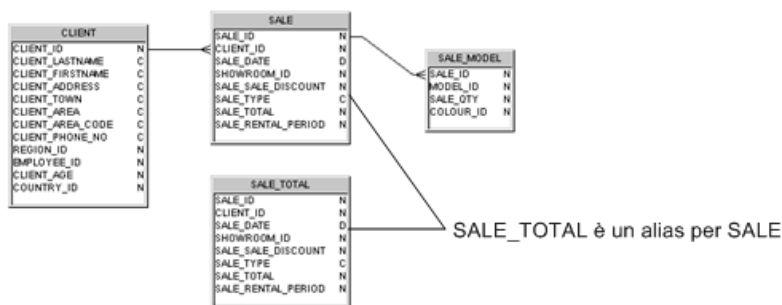 CLIENT
CLIENT_ID N
CLIENT_LASTNAME C
CLIENT_FIRSTNAME C
CLIENT_ADDRESS C
CLIENT_TOWN C
CLIENT_AREA C
CLIENT_AREA_CODE C
CLIENT_PHONE_NO C
REGION_ID N
EMPLOYEE_ID N
CLIENT_AGE N
COUNTRY_ID N
SALE
SALE_ID N
CLIENT_ID N
SALE_DATE D
SHOWROOM_ID N
SALE_SALE_DISCOUNT N
SALE_TYPE C
SALE_TOTAL N
SALE_RENTAL_PERIOD N
SALE_MODEL
SALE_ID N
MODEL_ID N
SALE_QTY N
COLOUR_ID N
SALE_TOTAL
SALE_ID N
CLIENT_ID N
SALE_DATE D
SHOWROOM_ID N
SALE_SALE_DISCOUNT N
SALE_TYPE C
SALE_TOTAL N
SALE_RENTAL_PERIOD N
SALE_TOTAL è un alias per SALE